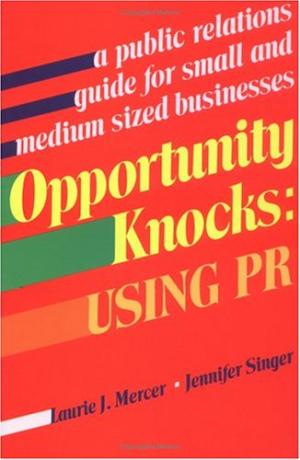 a public relations
guide for small and
medium sized businesses
Opportunity
Knocks:
USING PR
Laurie J. Mercer · Jennifer Singer